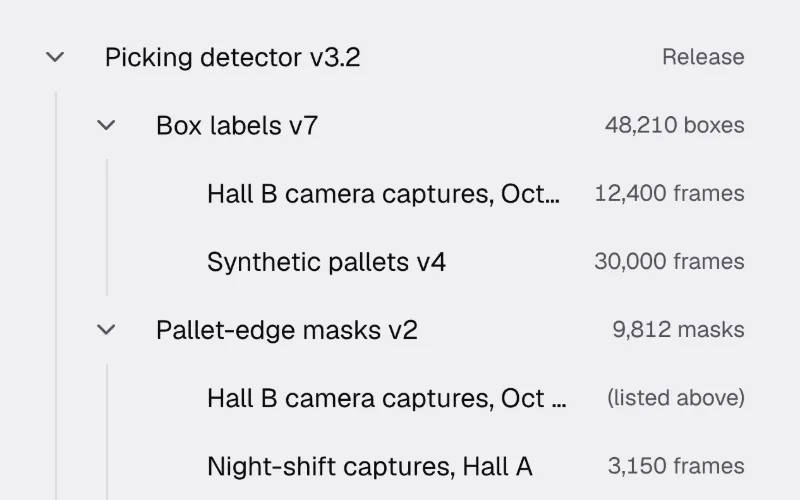 Picking detector v3.2 Release
Box labels v7 48,210 boxes
Hall B camera captures, Oct… 12,400 frames
Synthetic pallets v4 30,000 frames
Pallet-edge masks v2 9,812 masks
Hall B camera captures, Oct … (listed above)
Night-shift captures, Hall A 3,150 frames